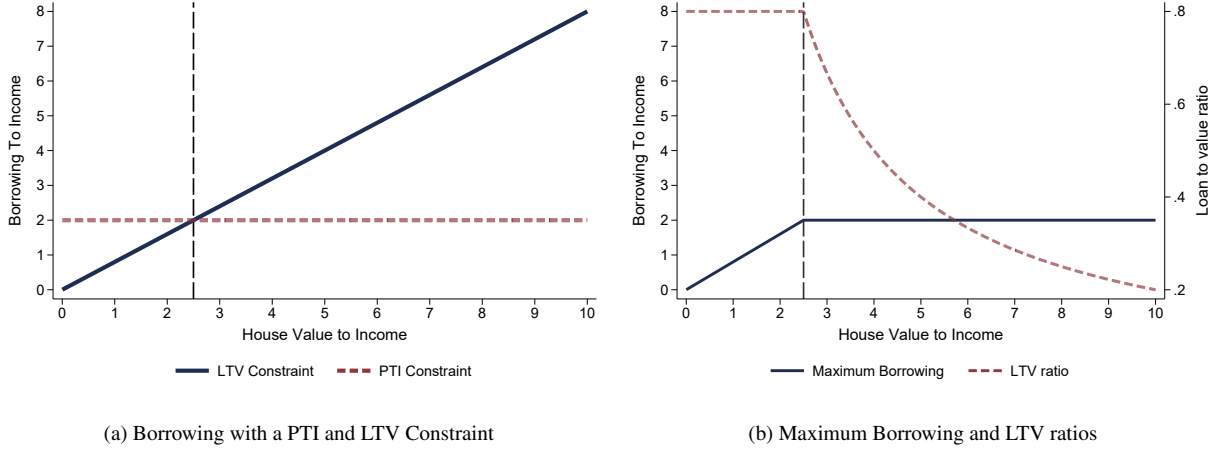 8
7
6
5
4
3
2
1
0
Borrowing To Income
0 1 2 3 4 5 6 7 8 9 10
House Value to Income
LTV Constraint PTI Constraint
(a) Borrowing with a PTI and LTV Constraint
8
7
6
5
4
3
2
1
0
Borrowing To Income
.8
.6
.4
.2
Loan to value ratio
0 1 2 3 4 5 6 7 8 9 10
House Value to Income
Maximum Borrowing LTV ratio
(b) Maximum Borrowing and LTV ratios